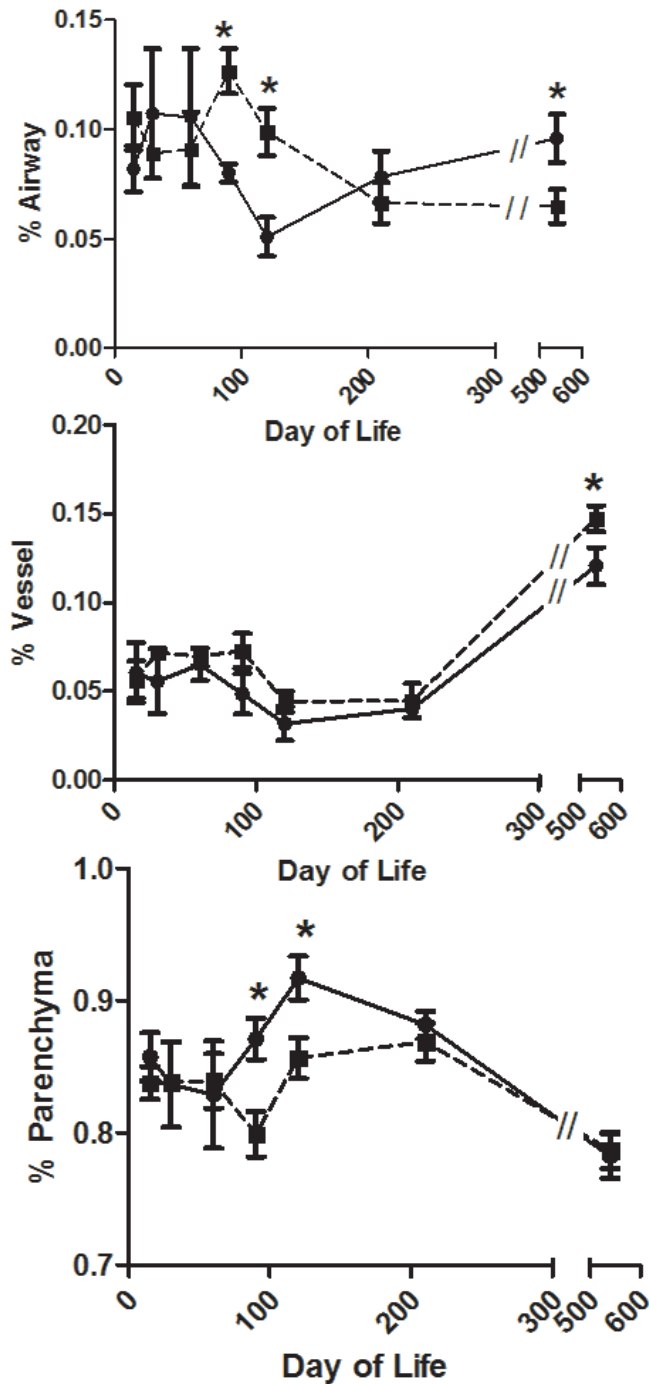 0.15
0.10
0.05
0.00
% Airway
* * *
// //
0 100 200 300 500 600
Day of Life
0.20
0.15
0.10
0.05
0.00
% Vessel
*
//
//
0 100 200 300 500 600
Day of Life
1.0
0.9
0.8
0.7
% Parenchyma
* *
//
0 100 200 300 500 600
Day of Life